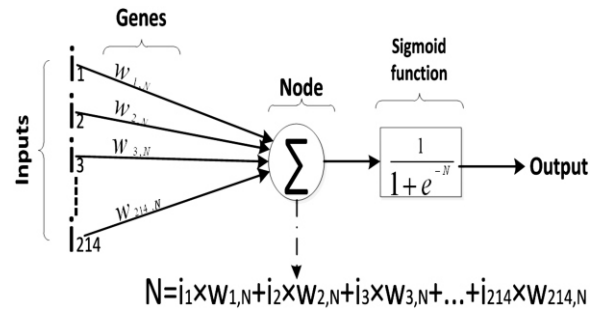 Genes
Sigmoid
function
Inputs
i1
i2
i3
i214
w1,N
w2,N
w3,N
w214,N
Node
Σ
1
1+e^-N
Output
N=i1×w1,N+i2×w2,N+i3×w3,N+...+i214×w214,N